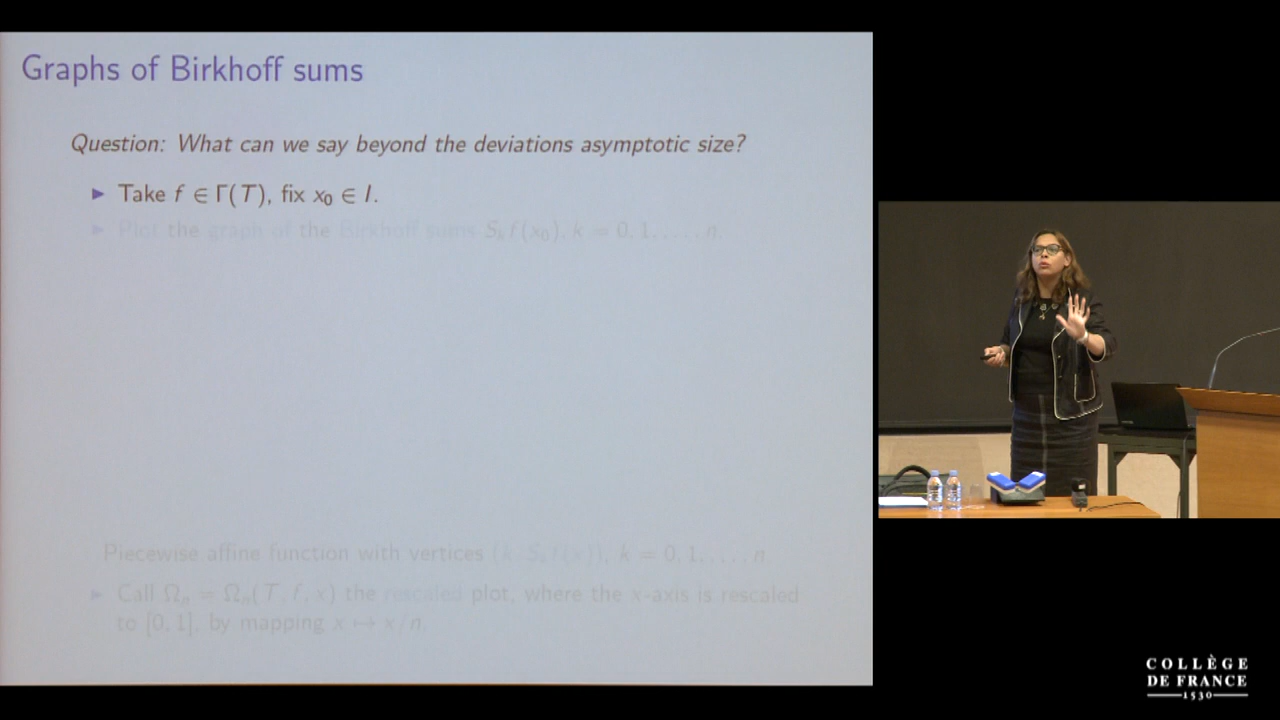 Graphs of Birkhoff sums
Question: What can we say beyond the deviations asymptotic size?
► Take f ∈ Γ(T), fix x₀ ∈ I.
► Plot the graph of the Birkhoff sums Sₖf(x₀), k = 0, 1, . . . , n.
Piecewise affine function with vertices (k, Sₖf(x)), k = 0, 1, . . . , n
► Call Ωₙ = Ωₙ(T, f, x) the rescaled plot, where the x-axis is rescaled
to [0, 1], by mapping x ↦ x/n.
COLLÈGE
DE FRANCE
1530